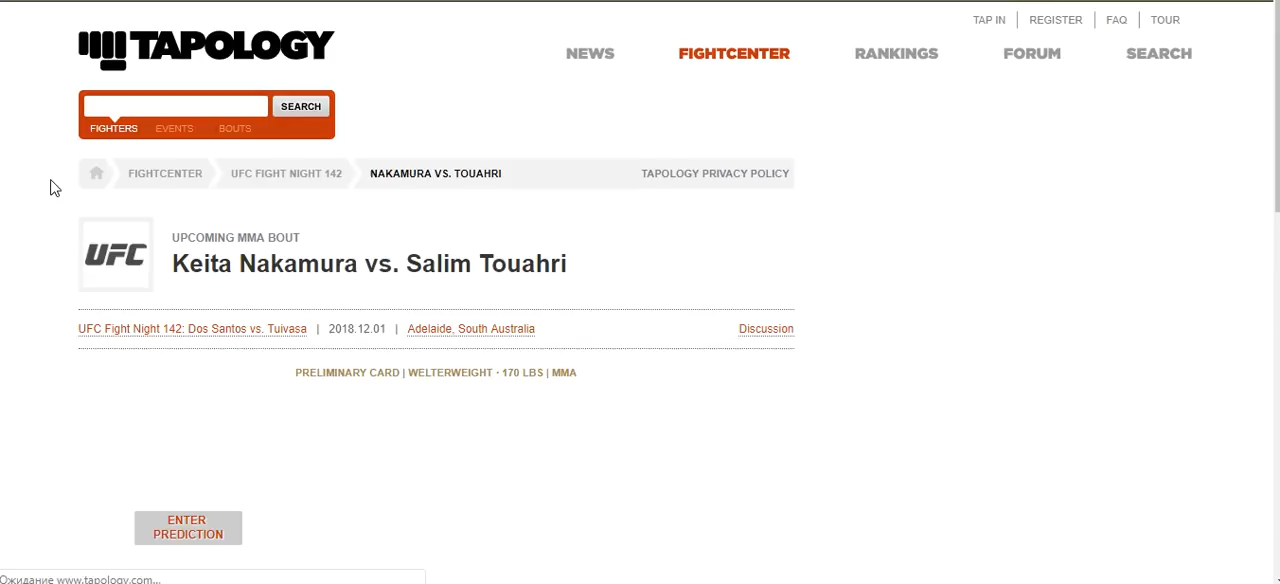 TAP IN REGISTER FAQ TOUR
TAPOLOGY
NEWS FIGHTCENTER RANKINGS FORUM SEARCH
SEARCH
FIGHTERS EVENTS BOUTS
FIGHTCENTER UFC FIGHT NIGHT 142 NAKAMURA VS. TOUAHRI TAPOLOGY PRIVACY POLICY
UFC
UPCOMING MMA BOUT
Keita Nakamura vs. Salim Touahri
UFC Fight Night 142: Dos Santos vs. Tuivasa | 2018.12.01 | Adelaide, South Australia Discussion
PRELIMINARY CARD | WELTERWEIGHT · 170 LBS | MMA
ENTER
PREDICTION
Ожидание www.tapology.com...